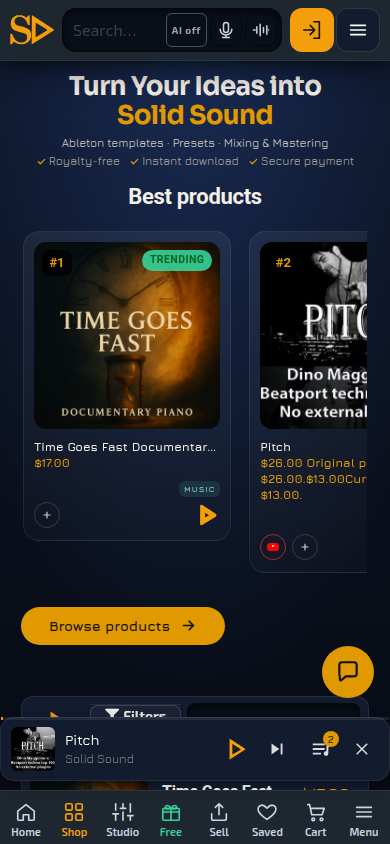 SD
Search...
AI off
Turn Your Ideas into
Solid Sound
Ableton templates · Presets · Mixing & Mastering
✓ Royalty-free ✓ Instant download ✓ Secure payment
Best products
#1
TRENDING
TIME GOES
FAST
DOCUMENTARY PIANO
Time Goes Fast Documentar...
$17.00
MUSIC
#2
PITC
Dino Magg
Beatport techn
No external
Pitch
$26.00 Original p
$26.00.$13.00Cur
$13.00.
Browse products →
Filters
PITCH
Pitch
Solid Sound
2
Time Goes Fast
Home
Shop
Studio
Free
Sell
Saved
Cart
Menu